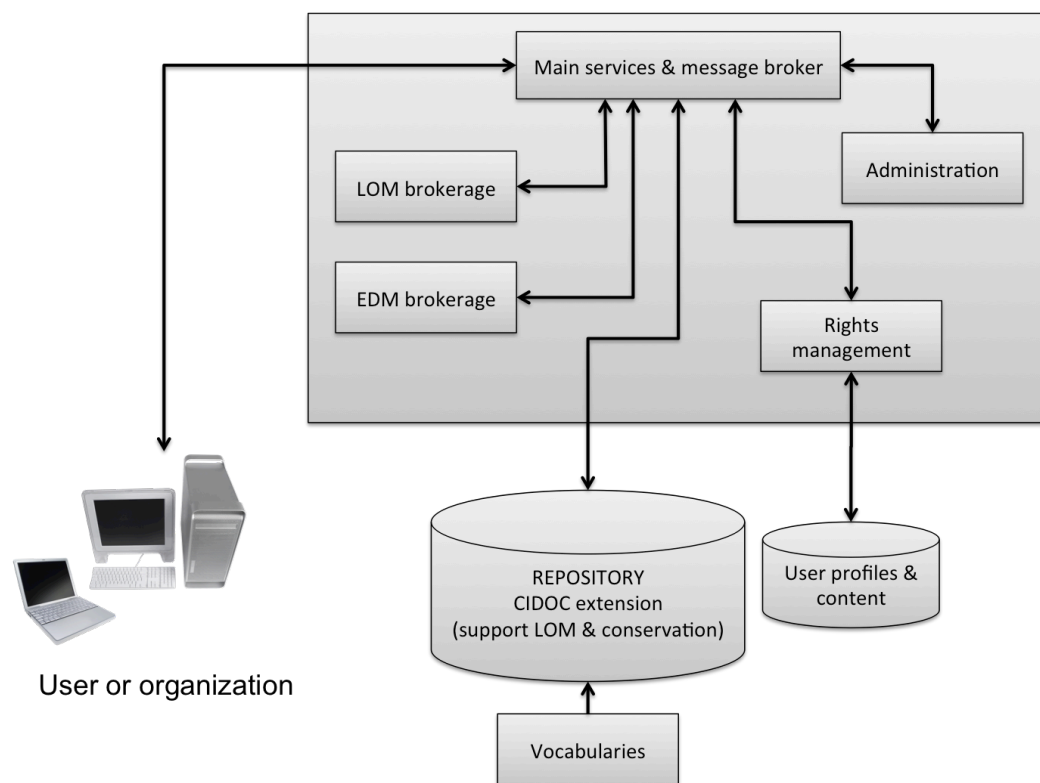 Main services & message broker
Administration
LOM brokerage
EDM brokerage
Rights
management
REPOSITORY
CIDOC extension
(support LOM & conservation)
User profiles &
content
User or organization
Vocabularies